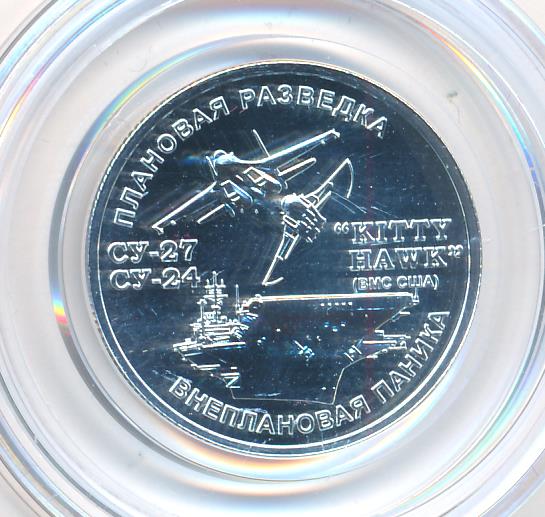 ПЛАНОВАЯ РАЗВЕДКА
СУ-27
СУ-24
“KITTY
HAWK”
(ВМС США)
ВНЕПЛАНОВАЯ ПАНИКА